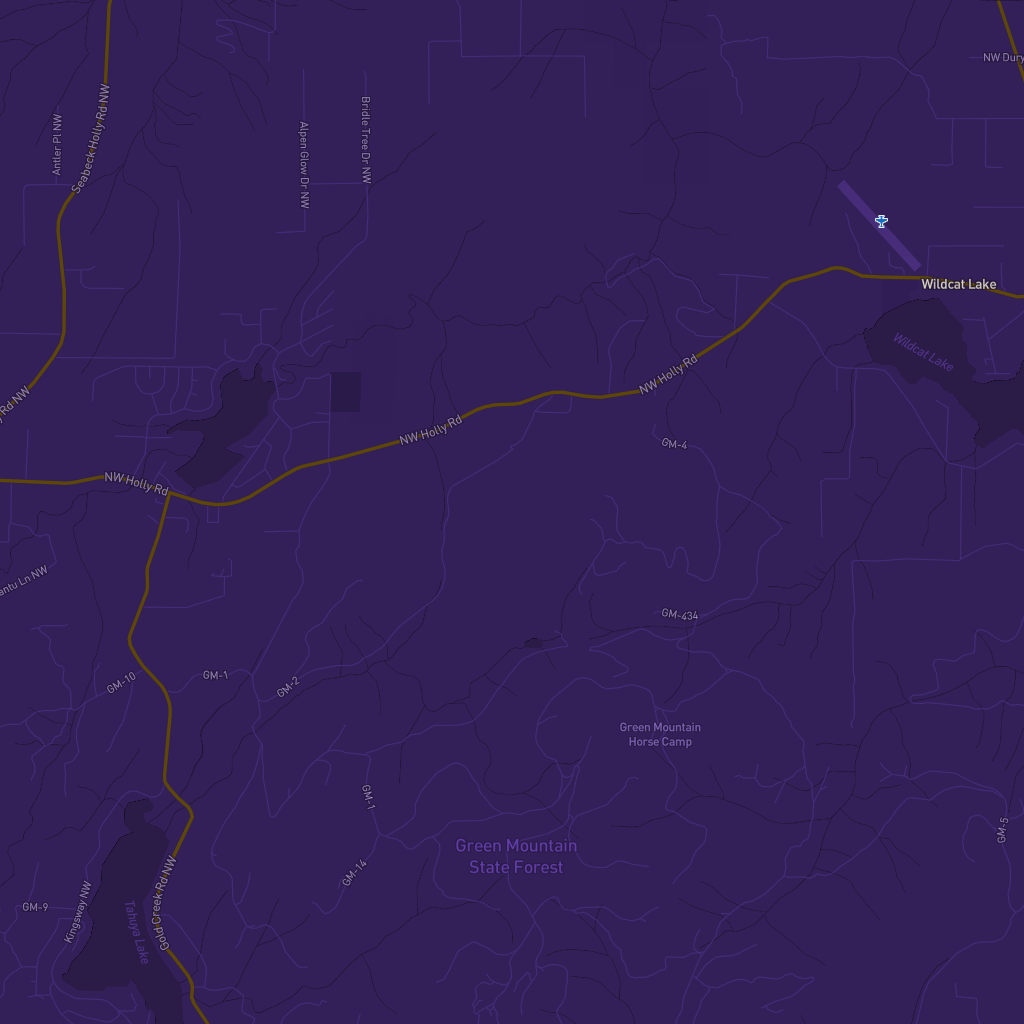 NW Dury
Seabeck Holly Rd NW
Antler Pl NW
Alpen Glow Dr NW
Bridle Tree Dr NW
Wildcat Lake
Wildcat Lake
NW Holly Rd
Rd NW
NW Holly Rd
GM-4
NW Holly Rd
antu Ln NW
GM-434
GM-10
GM-1
GM-2
Green Mountain
Horse Camp
GM-1
GM-5
Green Mountain
State Forest
GM-14
GM-9
Kingsway NW
Tahuya Lake
Gold Creek Rd NW